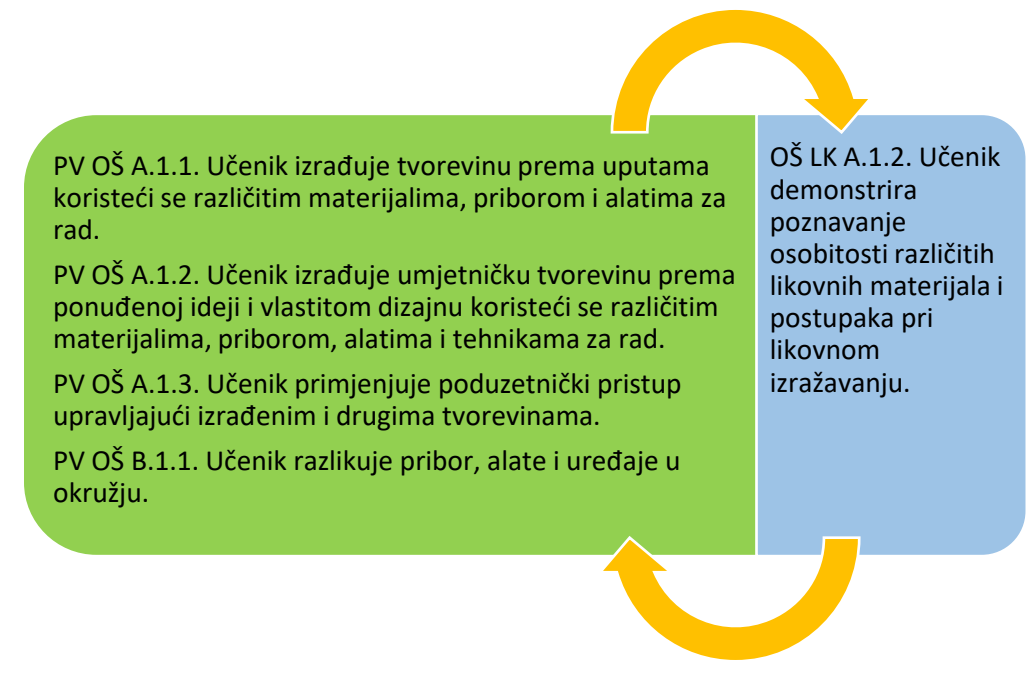 PV OŠ A.1.1. Učenik izrađuje tvorevinu prema uputama
koristeći se različitim materijalima, priborom i alatima za
rad.
PV OŠ A.1.2. Učenik izrađuje umjetničku tvorevinu prema
ponuđenoj ideji i vlastitom dizajnu koristeći se različitim
materijalima, priborom, alatima i tehnikama za rad.
PV OŠ A.1.3. Učenik primjenjuje poduzetnički pristup
upravljajući izrađenim i drugima tvorevinama.
PV OŠ B.1.1. Učenik razlikuje pribor, alate i uređaje u
okružju.
OŠ LK A.1.2. Učenik
demonstrira
poznavanje
osobitosti različitih
likovnih materijala i
postupaka pri
likovnom
izražavanju.